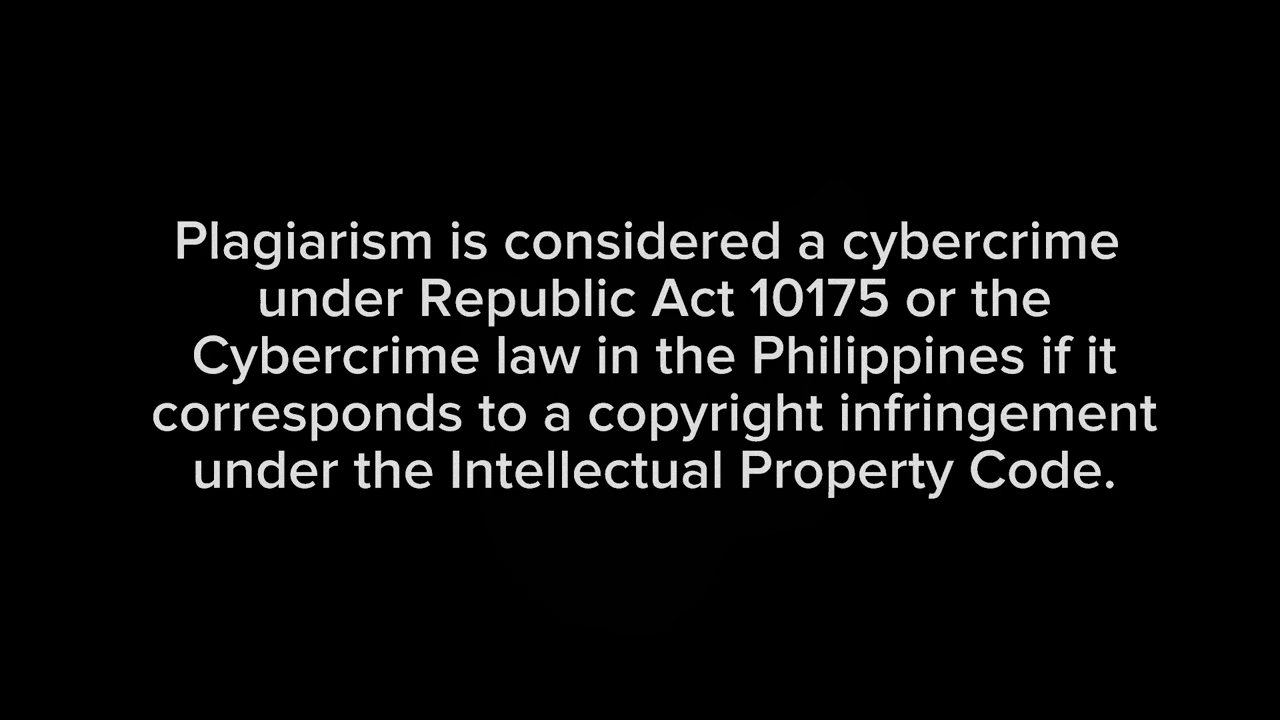 Plagiarism is considered a cybercrime
under Republic Act 10175 or the
Cybercrime law in the Philippines if it
corresponds to a copyright infringement
under the Intellectual Property Code.